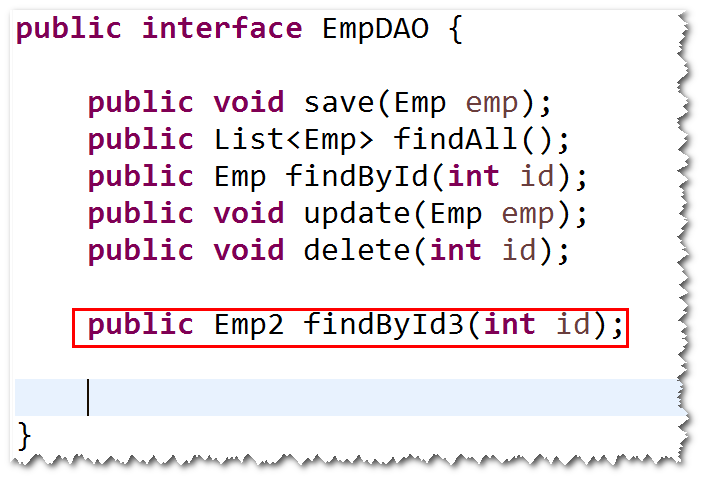 public interface EmpDAO {
public void save(Emp emp);
public List<Emp> findAll();
public Emp findById(int id);
public void update(Emp emp);
public void delete(int id);
public Emp2 findById3(int id);
}